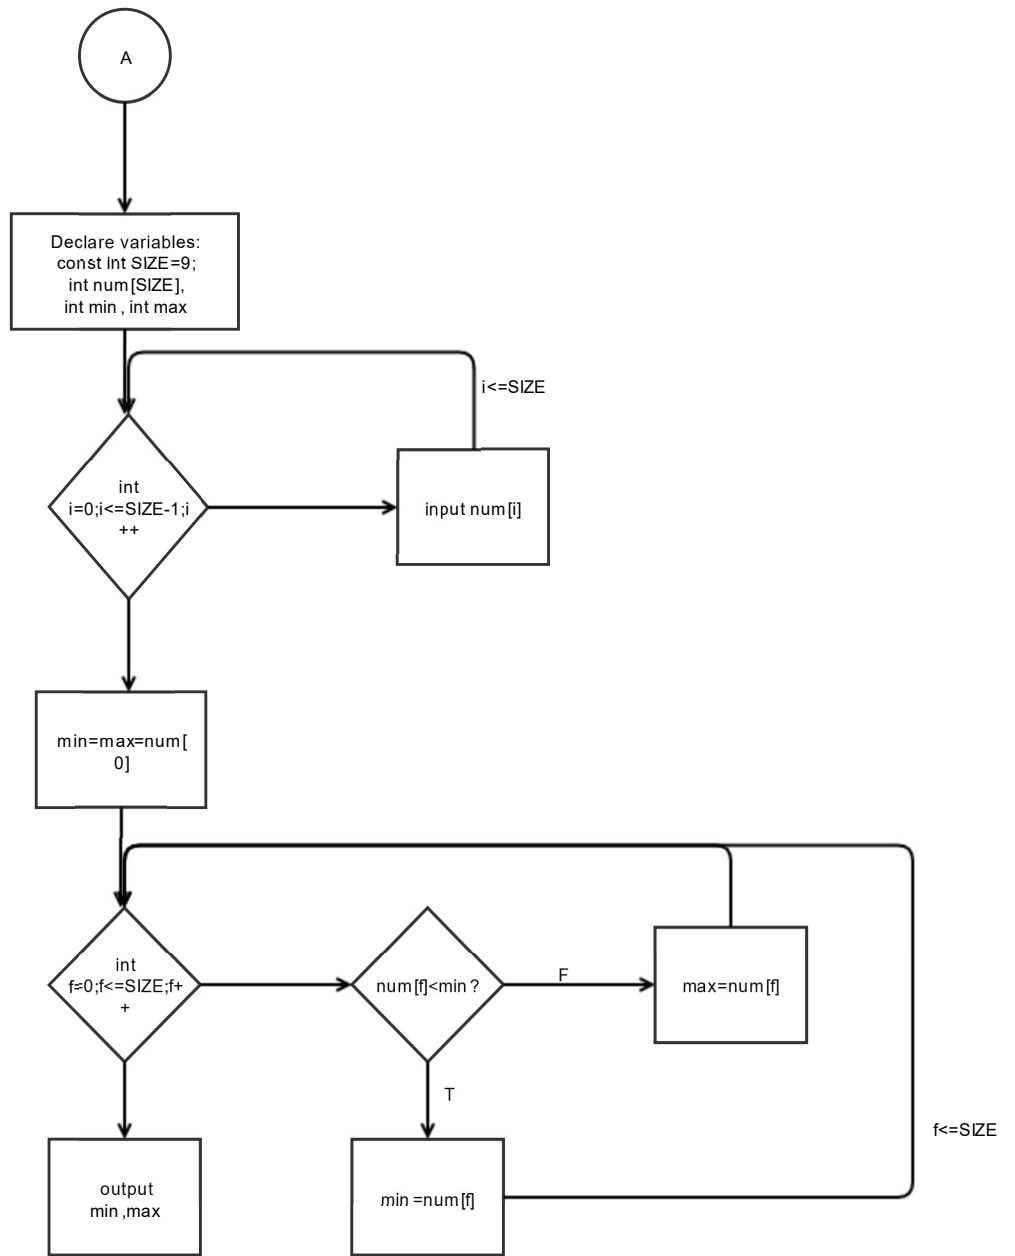 A
Declare variables:
const int SIZE=9;
int num[SIZE],
int min , int max
i<=SIZE
int
i=0;i<=SIZE-1;i
++
input num[i]
min=max=num[
0]
int
f=0;f<=SIZE;f+
+
num[f]<min?
F
max=num[f]
T
f<=SIZE
output
min ,max
min =num[f]